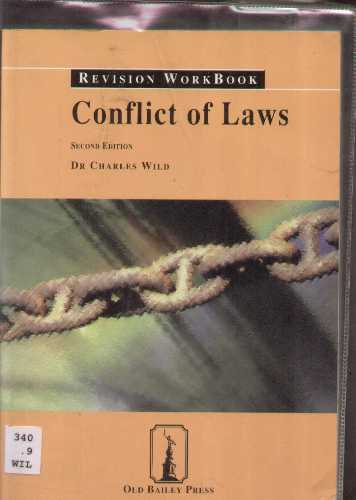 REVISION WORKBOOK
Conflict of Laws
SECOND EDITION
DR CHARLES WILD
340
.9
WIL
OLD BAILEY PRESS